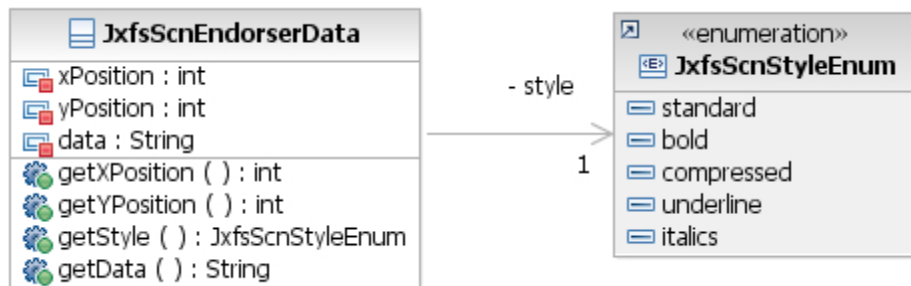 JxfsScnEndorserData
xPosition : int
yPosition : int
data : String
getXPosition ( ) : int
getYPosition ( ) : int
getStyle ( ) : JxfsScnStyleEnum
getData ( ) : String
- style
1
«enumeration»
<E> JxfsScnStyleEnum
standard
bold
compressed
underline
italics